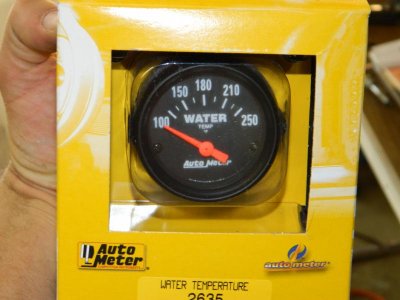 150 180 210
100 WATER 250
TEMP
°F
Auto Meter
Auto
Meter
auto meter
WATER TEMPERATURE
2635